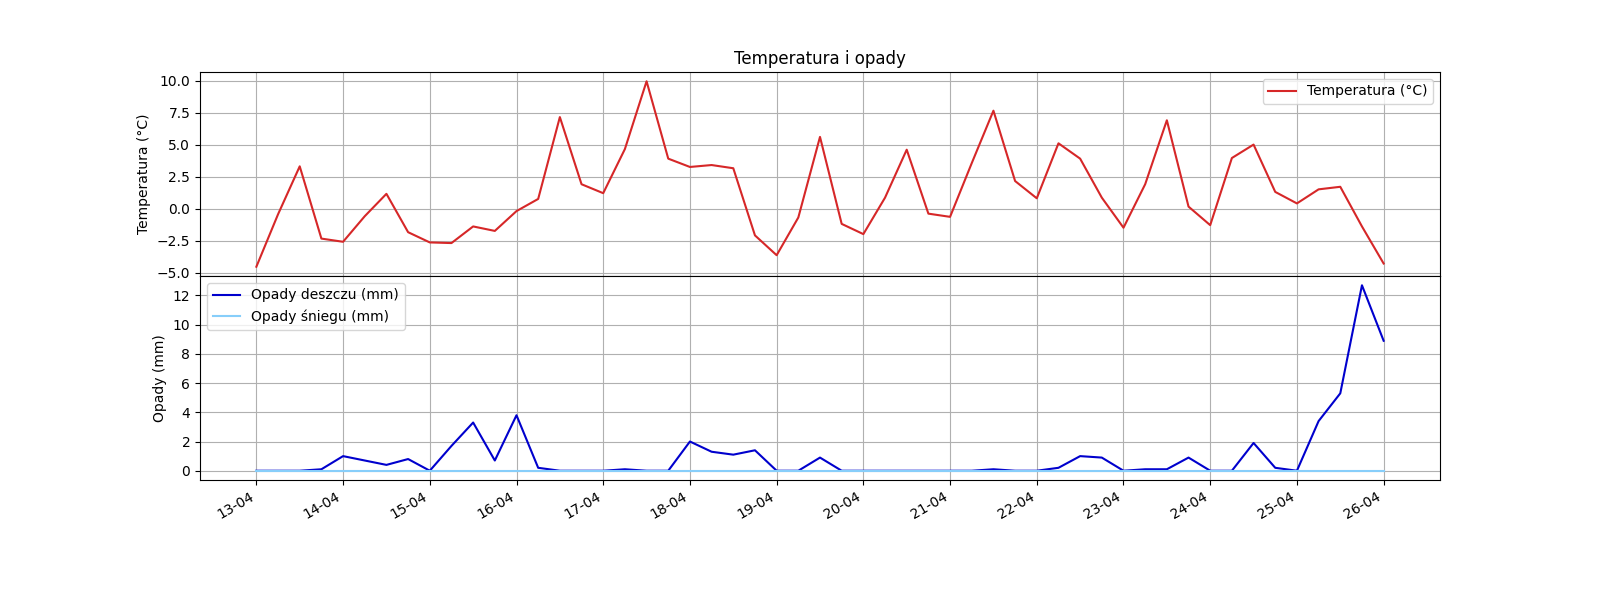 Temperatura i opady
Temperatura (°C)
10.0
7.5
5.0
2.5
0.0
−2.5
−5.0
Temperatura (°C)
Opady (mm)
12
10
8
6
4
2
0
Opady deszczu (mm)
Opady śniegu (mm)
13-04 14-04 15-04 16-04 17-04 18-04 19-04 20-04 21-04 22-04 23-04 24-04 25-04 26-04